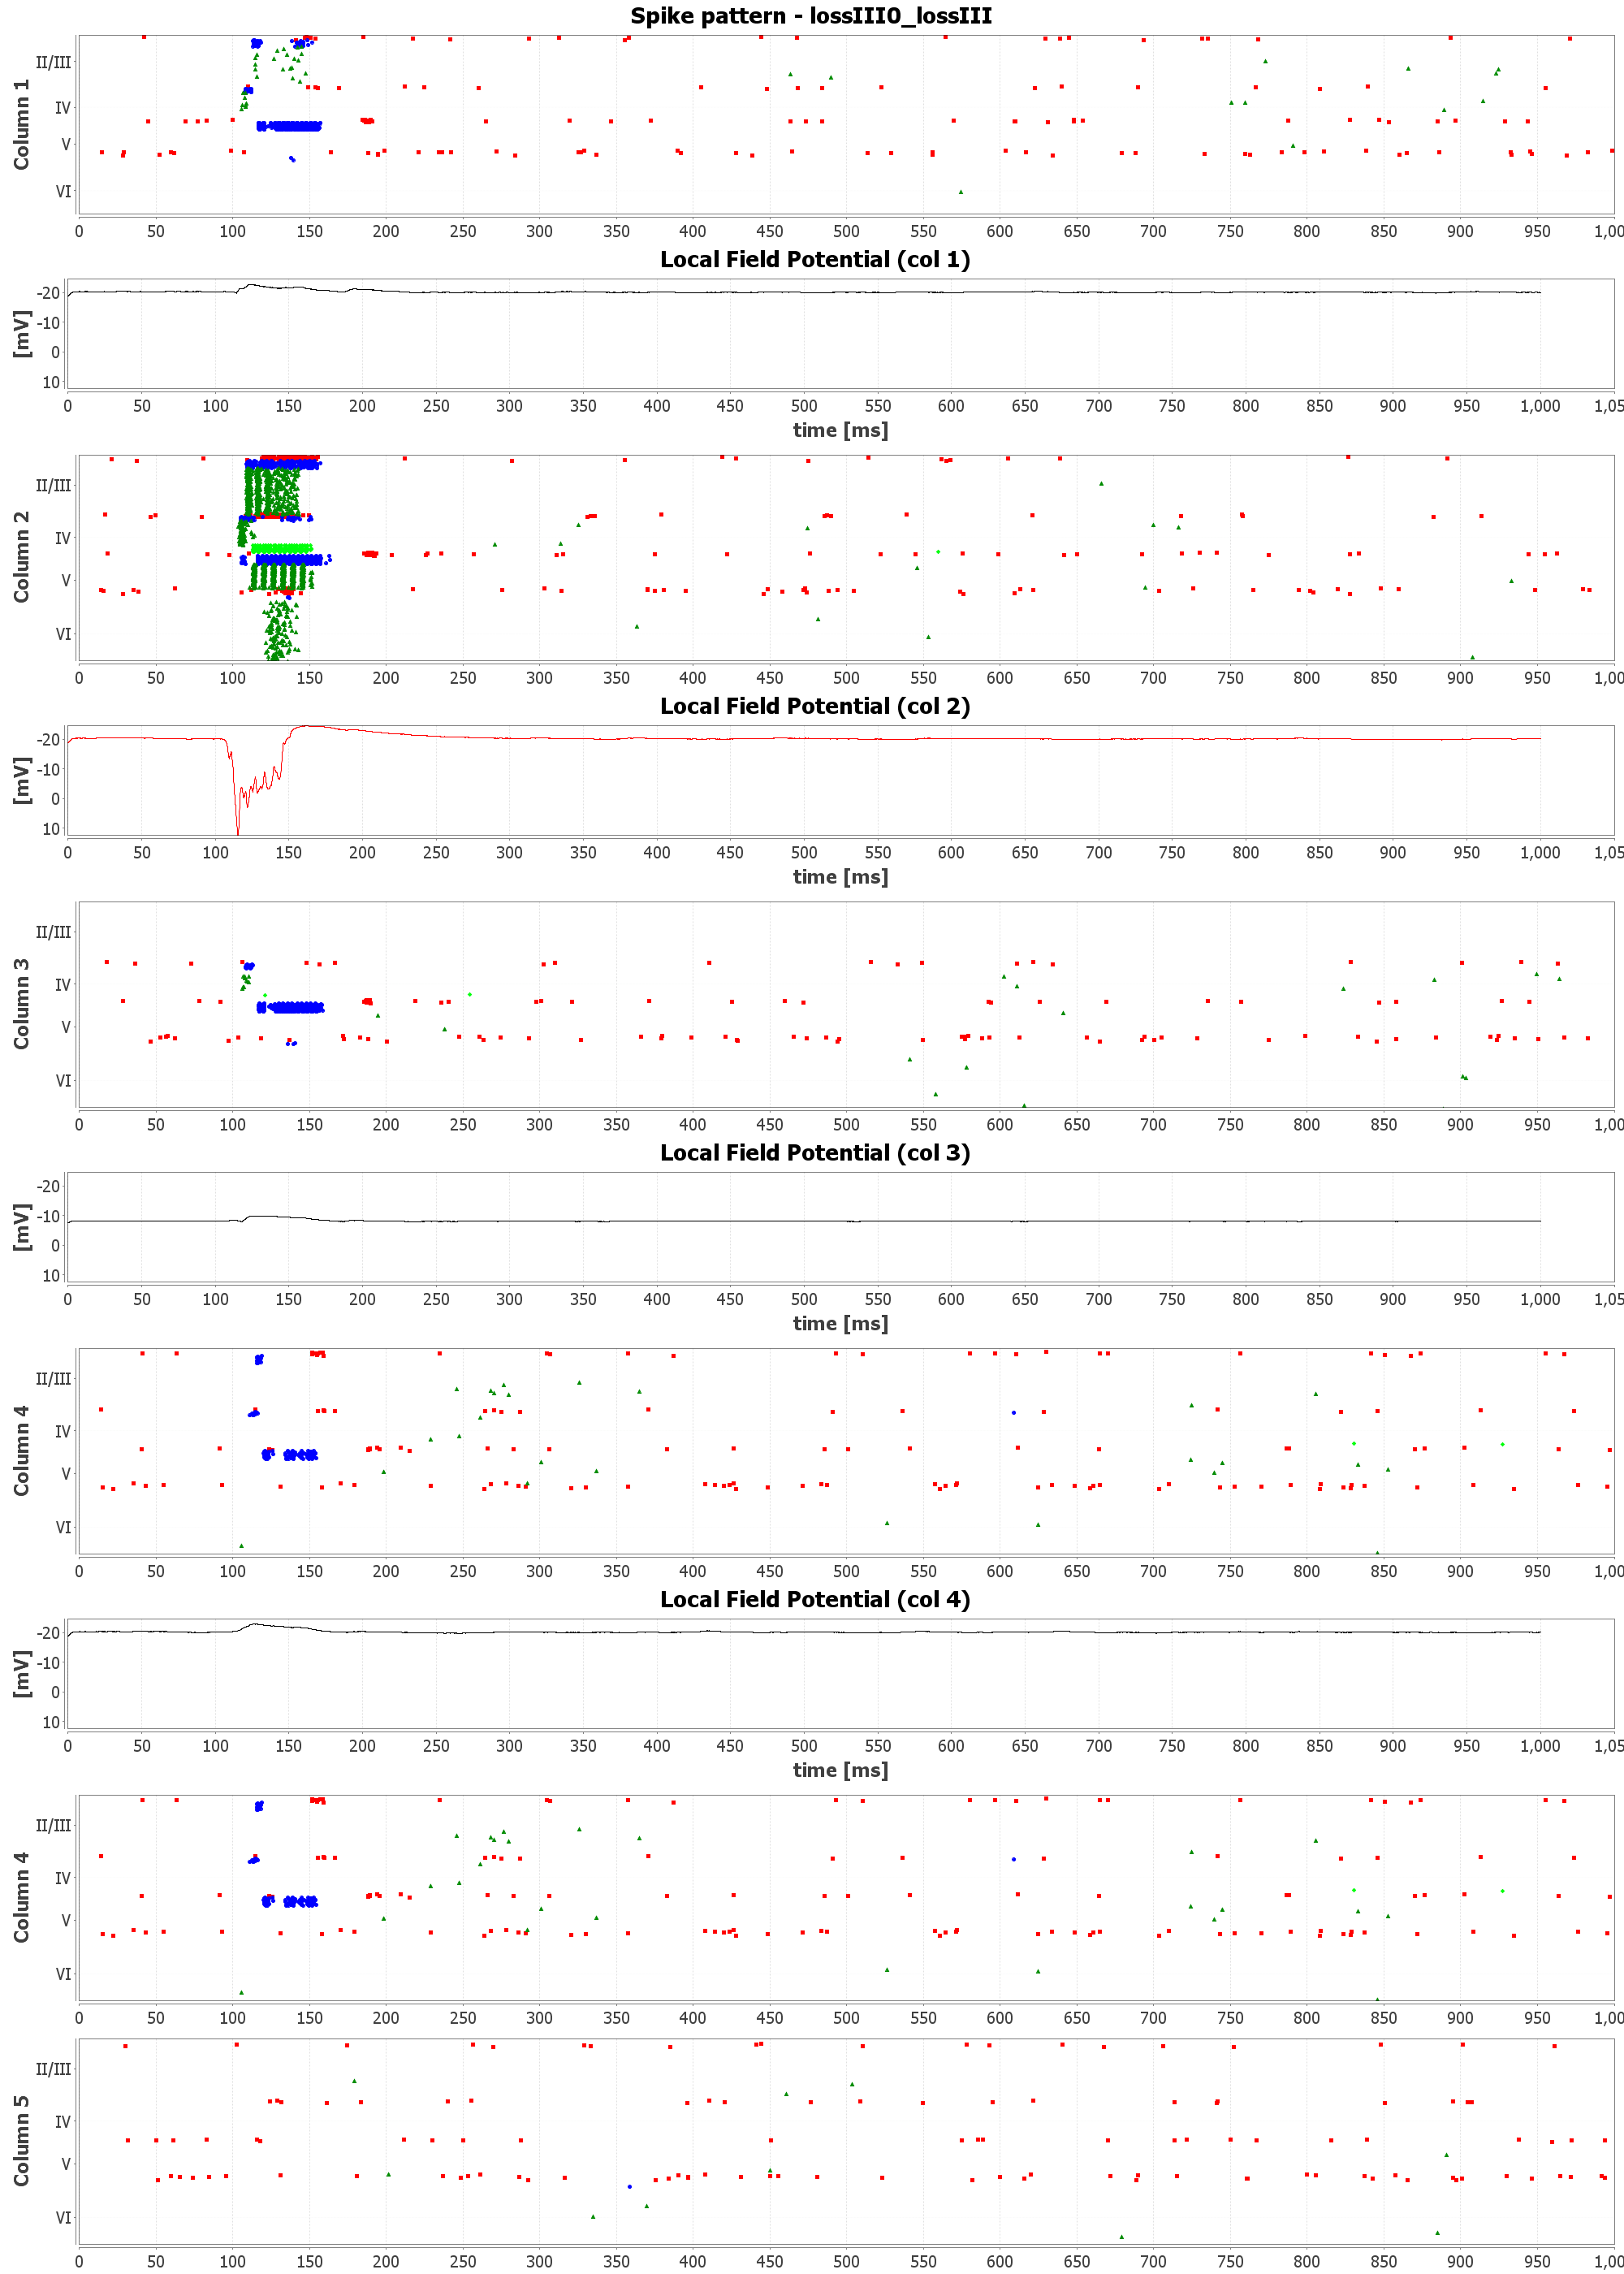 Spike pattern - lossIII0_lossIII
Column 1
II/III
IV
V
VI
0 50 100 150 200 250 300 350 400 450 500 550 600 650 700 750 800 850 900 950 1,00
Local Field Potential (col 1)
[mV]
-20
-10
0
10
0 50 100 150 200 250 300 350 400 450 500 550 600 650 700 750 800 850 900 950 1,000 1,05
time [ms]
Column 2
II/III
IV
V
VI
0 50 100 150 200 250 300 350 400 450 500 550 600 650 700 750 800 850 900 950 1,00
Local Field Potential (col 2)
[mV]
-20
-10
0
10
0 50 100 150 200 250 300 350 400 450 500 550 600 650 700 750 800 850 900 950 1,000 1,05
time [ms]
Column 3
II/III
IV
V
VI
0 50 100 150 200 250 300 350 400 450 500 550 600 650 700 750 800 850 900 950 1,00
Local Field Potential (col 3)
[mV]
-20
-10
0
10
0 50 100 150 200 250 300 350 400 450 500 550 600 650 700 750 800 850 900 950 1,000 1,05
time [ms]
Column 4
II/III
IV
V
VI
0 50 100 150 200 250 300 350 400 450 500 550 600 650 700 750 800 850 900 950 1,00
Local Field Potential (col 4)
[mV]
-20
-10
0
10
0 50 100 150 200 250 300 350 400 450 500 550 600 650 700 750 800 850 900 950 1,000 1,05
time [ms]
Column 4
II/III
IV
V
VI
0 50 100 150 200 250 300 350 400 450 500 550 600 650 700 750 800 850 900 950 1,00
Column 5
II/III
IV
V
VI
0 50 100 150 200 250 300 350 400 450 500 550 600 650 700 750 800 850 900 950 1,00